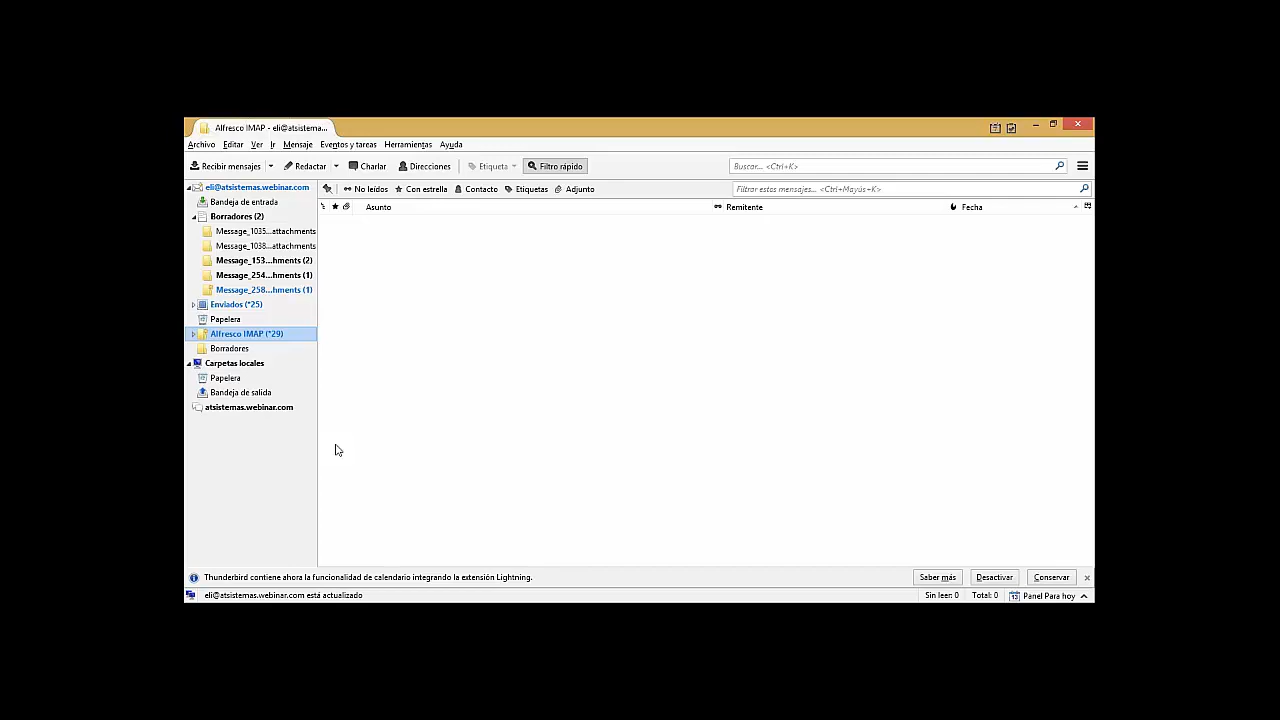 Alfresco IMAP - eli@atsistema...
Archivo Editar Ver Ir Mensaje Eventos y tareas Herramientas Ayuda
Recibir mensajes Redactar Charlar Direcciones Etiqueta Filtro rápido Buscar... <Ctrl+K>
eli@atsistemas.webinar.com No leídos Con estrella Contacto Etiquetas Adjunto Filtrar estos mensajes... <Ctrl+Mayús+K>
Bandeja de entrada Asunto Remitente Fecha
Borradores (2)
Message_1035...attachments
Message_1038...attachments
Message_153...hments (2)
Message_254...hments (1)
Message_258...hments (1)
Enviados (*25)
Papelera
Alfresco IMAP (*29)
Borradores
Carpetas locales
Papelera
Bandeja de salida
atsistemas.webinar.com
Thunderbird contiene ahora la funcionalidad de calendario integrando la extensión Lightning. Saber más Desactivar Conservar
eli@atsistemas.webinar.com está actualizado Sin leer: 0 Total: 0 Panel Para hoy